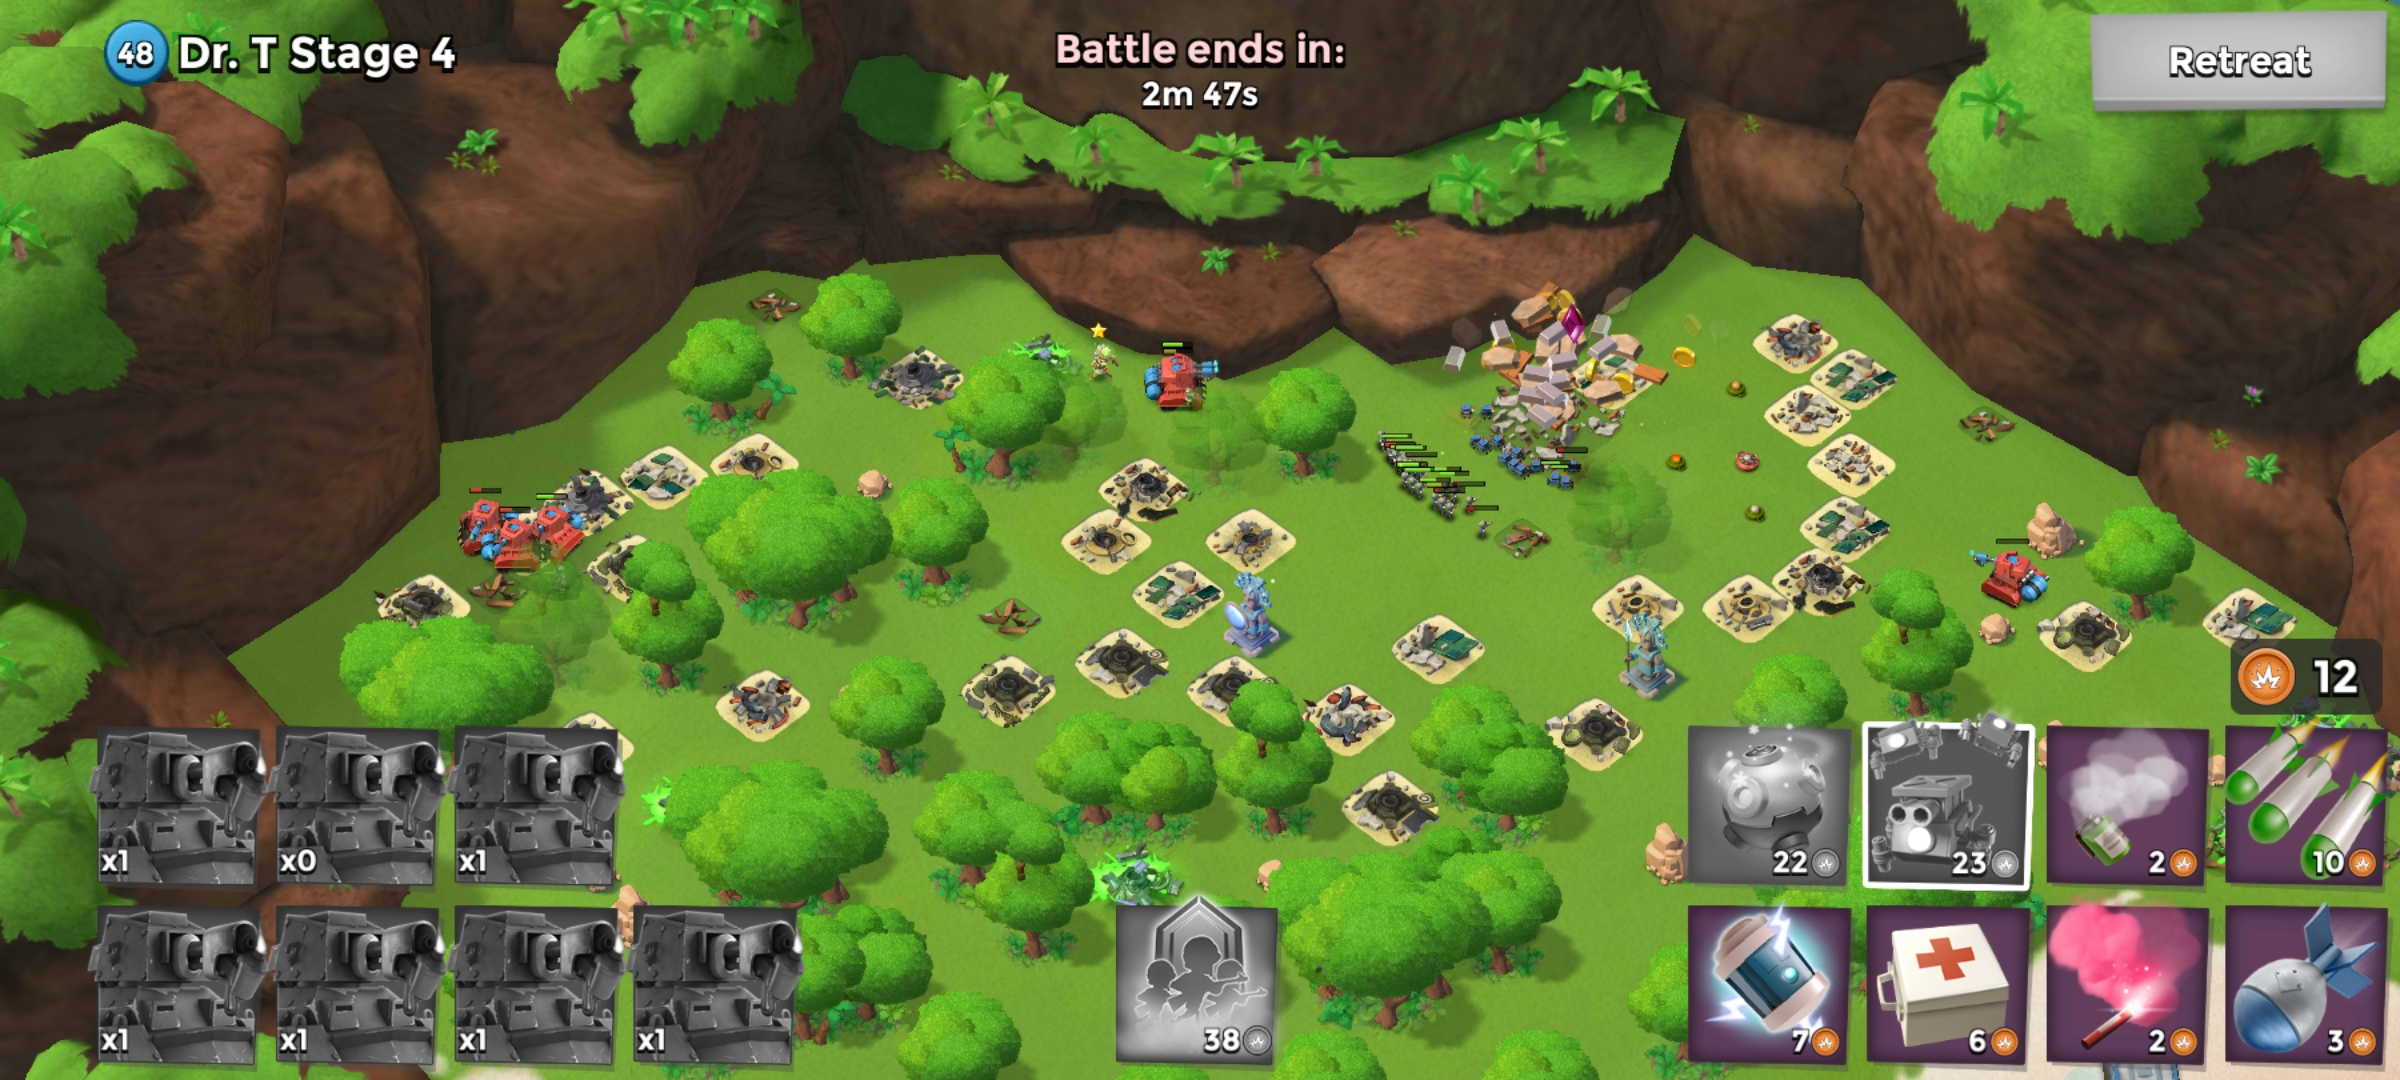 48 Dr. T Stage 4
Battle ends in:
2m 47s
Retreat
12
x1 x0 x1
22 23 2 10
x1 x1 x1 x1
38
7 6 2 3